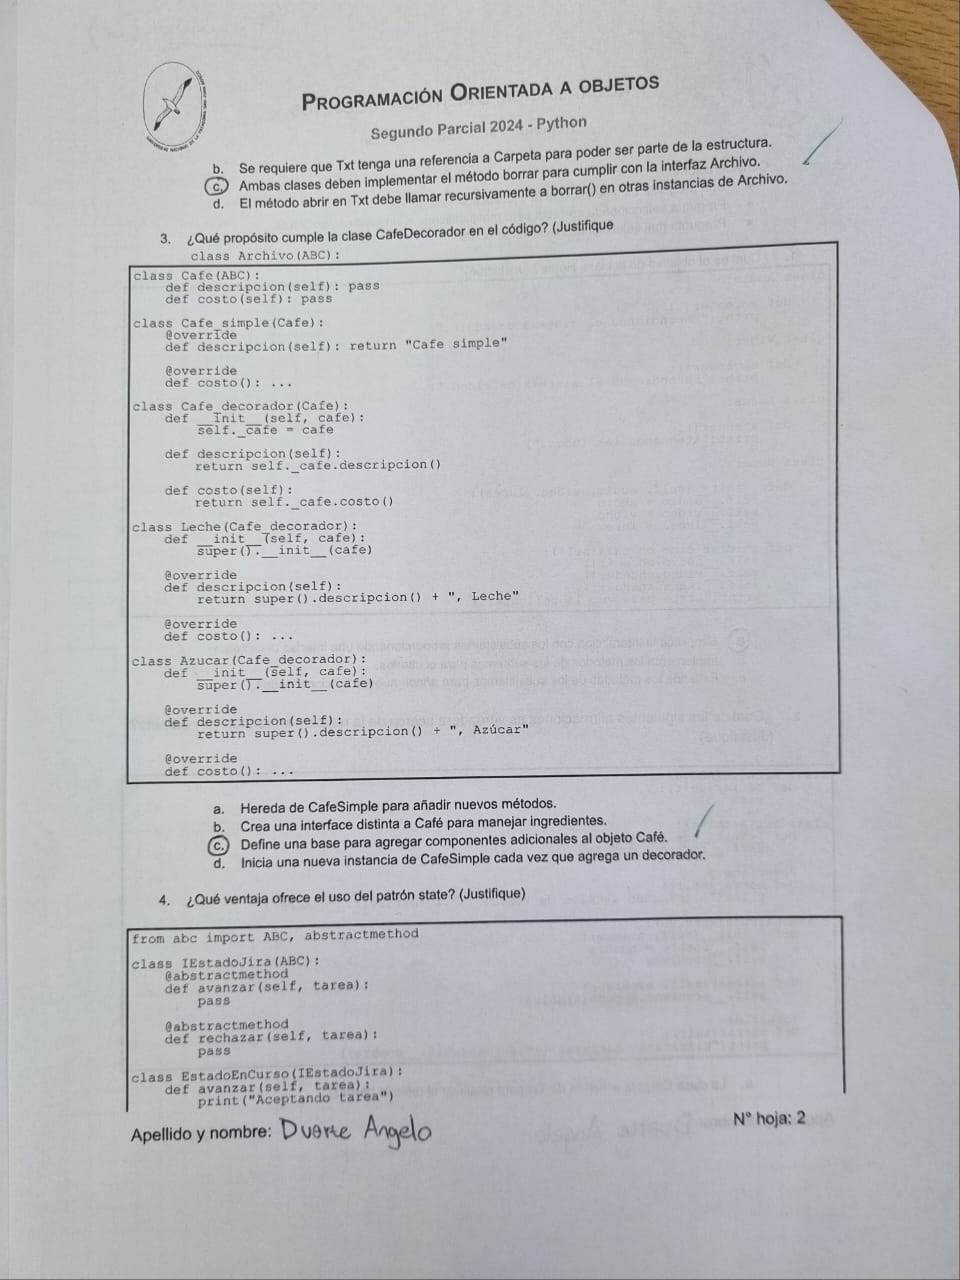 PROGRAMACIÓN ORIENTADA A OBJETOS
Segundo Parcial 2024 - Python
b. Se requiere que Txt tenga una referencia a Carpeta para poder ser parte de la estructura.
c. Ambas clases deben implementar el método borrar para cumplir con la interfaz Archivo.
d. El método abrir en Txt debe llamar recursivamente a borrar() en otras instancias de Archivo.
3. ¿Qué propósito cumple la clase CafeDecorador en el código? (Justifique
class Archivo(ABC):
class Cafe(ABC):
def descripcion(self): pass
def costo(self): pass
class Cafe_simple(Cafe):
@override
def descripcion(self): return "Cafe simple"
@override
def costo(): ...
class Cafe_decorador(Cafe):
def __Init__(self, cafe):
self._cafe = cafe
def descripcion(self):
return self._cafe.descripcion()
def costo(self):
return self._cafe.costo()
class Leche(Cafe_decorador):
def __init__(self, cafe):
super().__init__(cafe)
@override
def descripcion(self):
return super().descripcion() + ", Leche"
@override
def costo(): ...
class Azucar(Cafe_decorador):
def __init__(self, cafe):
super().__init__(cafe)
@override
def descripcion(self):
return super().descripcion() + ", Azúcar"
@override
def costo(): ...
a. Hereda de CafeSimple para añadir nuevos métodos.
b. Crea una interface distinta a Café para manejar ingredientes.
c. Define una base para agregar componentes adicionales al objeto Café.
d. Inicia una nueva instancia de CafeSimple cada vez que agrega un decorador.
4. ¿Qué ventaja ofrece el uso del patrón state? (Justifique)
from abc import ABC, abstractmethod
class IEstadoJira(ABC):
@abstractmethod
def avanzar(self, tarea):
pass
@abstractmethod
def rechazar(self, tarea):
pass
class EstadoEnCurso(IEstadoJira):
def avanzar(self, tarea):
print("Aceptando tarea")
Apellido y nombre: Duarte Angelo
N° hoja: 2